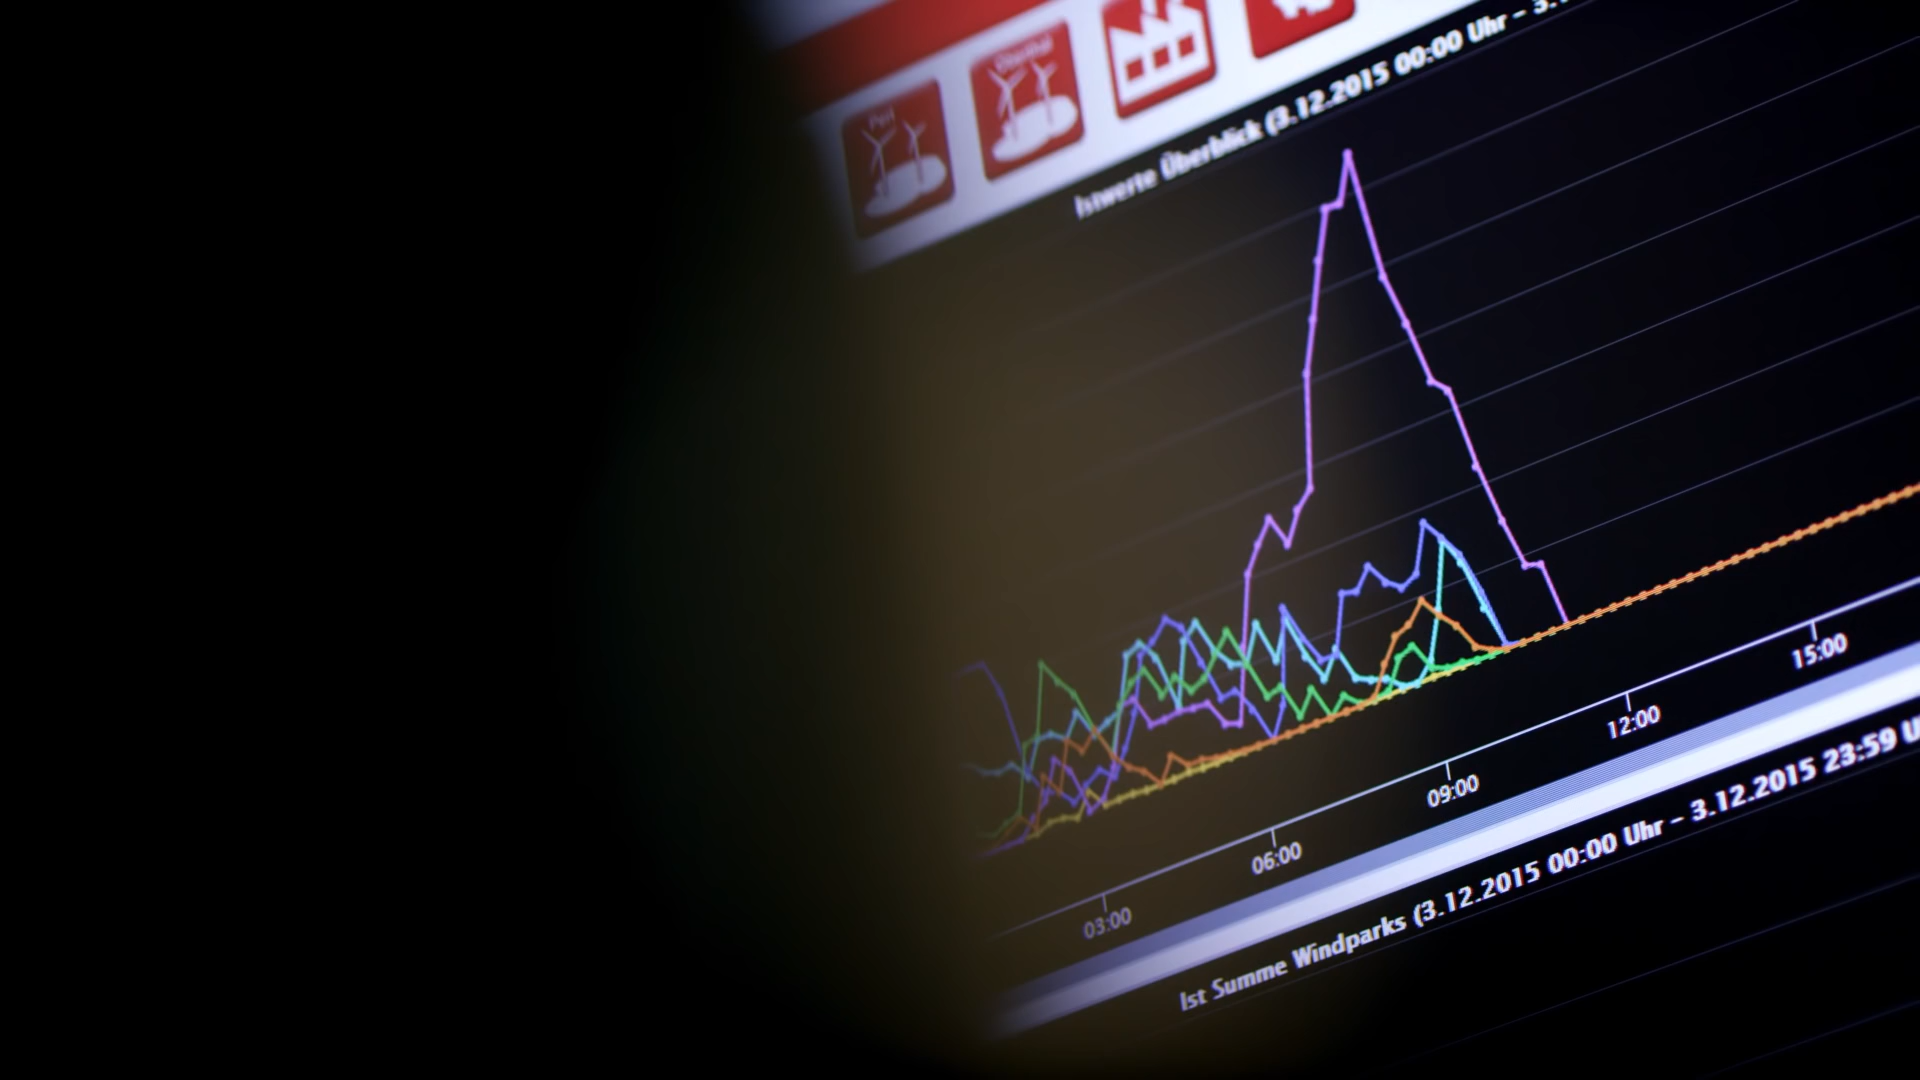 Perl
Istwerte Überblick (3.12.2015 00:00 Uhr – 3.
03:00
06:00
09:00
12:00
15:00
Ist Summe Windparks (3.12.2015 00:00 Uhr – 3.12.2015 23:59 U